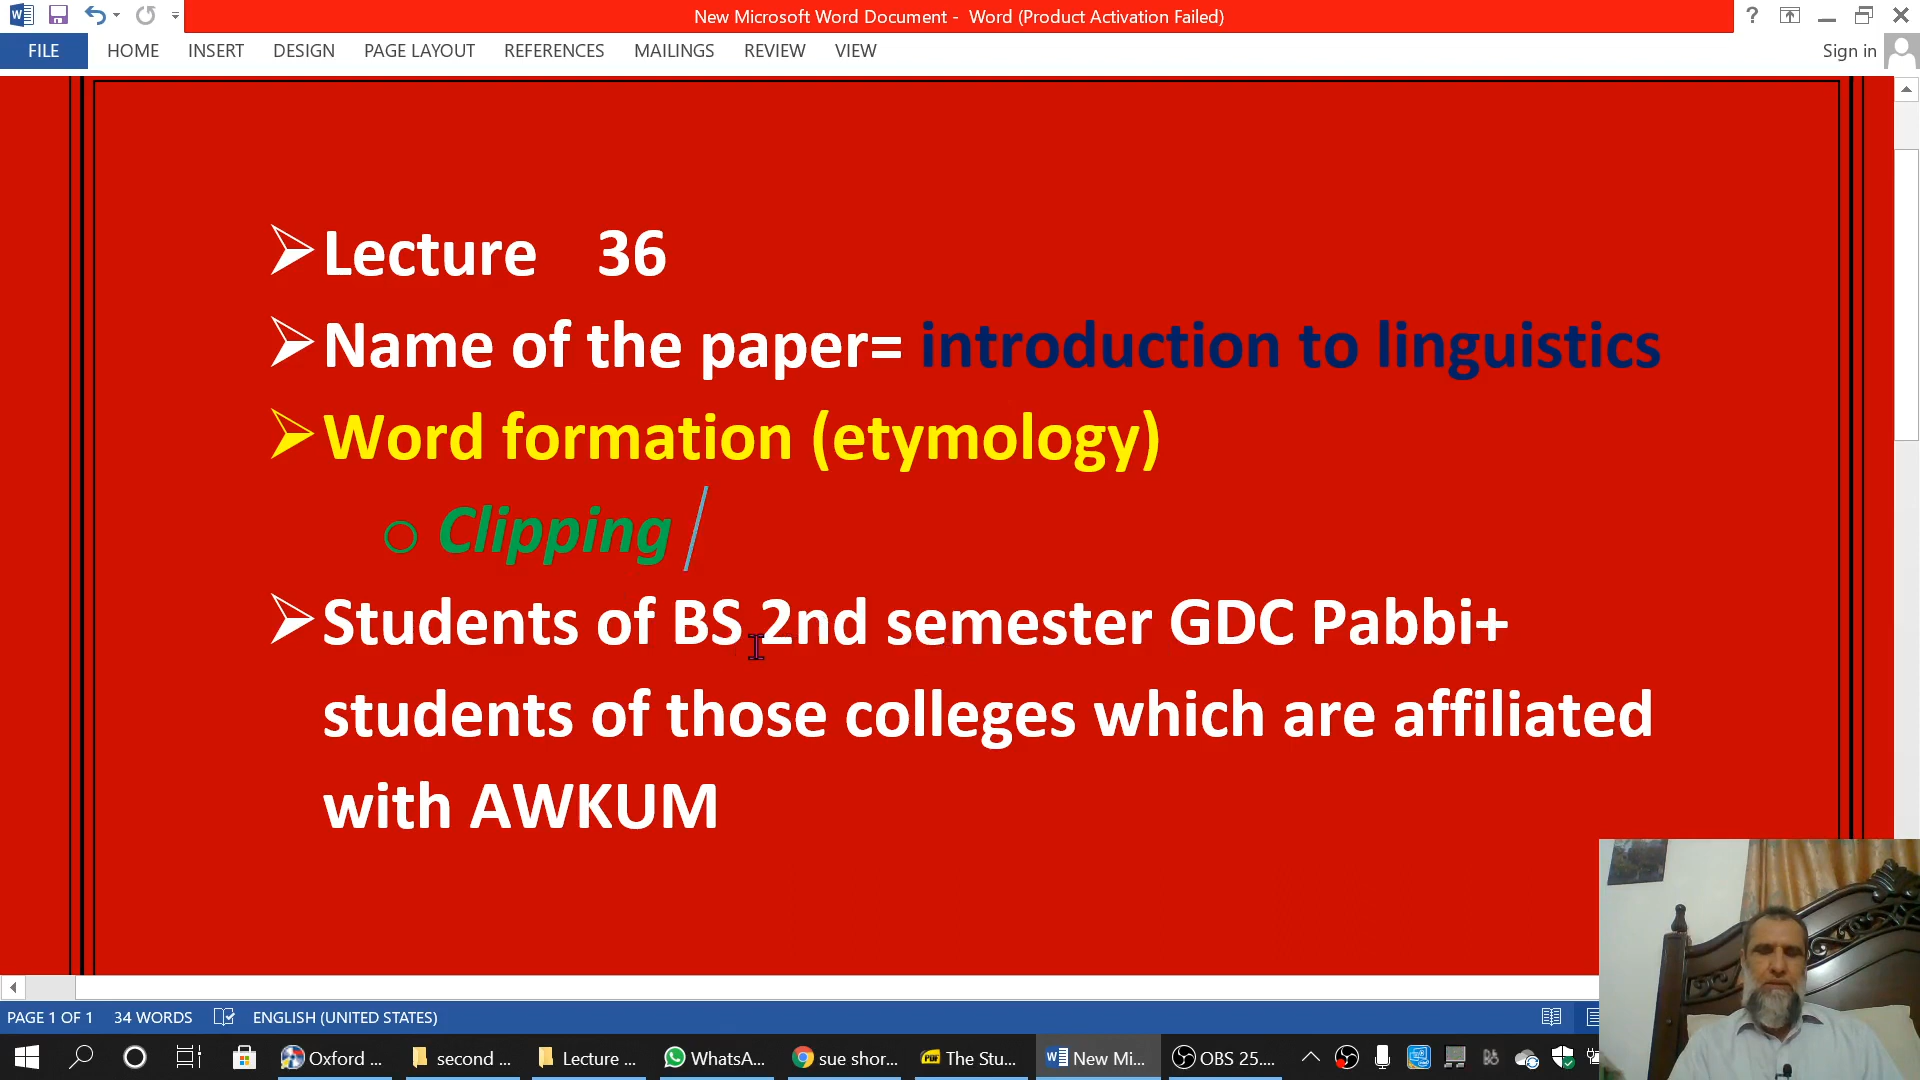 New Microsoft Word Document - Word (Product Activation Failed)
FILE HOME INSERT DESIGN PAGE LAYOUT REFERENCES MAILINGS REVIEW VIEW Sign in
Lecture 36
Name of the paper= introduction to linguistics
Word formation (etymology)
Clipping /
Students of BS 2nd semester GDC Pabbi+
students of those colleges which are affiliated
with AWKUM
PAGE 1 OF 1 34 WORDS ENGLISH (UNITED STATES)
Oxford ... second ... Lecture ... WhatsA... sue shor... The Stu... New Mi... OBS 25....